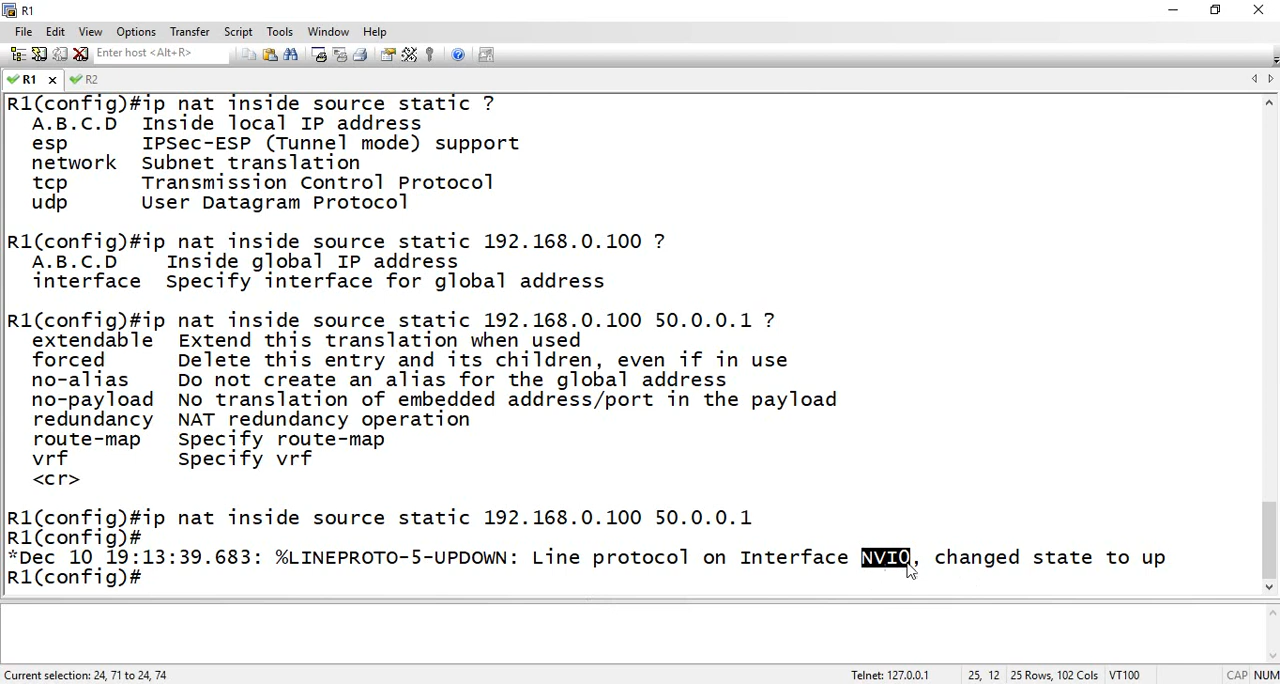 R1
File Edit View Options Transfer Script Tools Window Help
Enter host <Alt+R>
R1 R2
R1(config)#ip nat inside source static ?
A.B.C.D Inside local IP address
esp IPSec-ESP (Tunnel mode) support
network Subnet translation
tcp Transmission Control Protocol
udp User Datagram Protocol
R1(config)#ip nat inside source static 192.168.0.100 ?
A.B.C.D Inside global IP address
interface Specify interface for global address
R1(config)#ip nat inside source static 192.168.0.100 50.0.0.1 ?
extendable Extend this translation when used
forced Delete this entry and its children, even if in use
no-alias Do not create an alias for the global address
no-payload No translation of embedded address/port in the payload
redundancy NAT redundancy operation
route-map Specify route-map
vrf Specify vrf
<cr>
R1(config)#ip nat inside source static 192.168.0.100 50.0.0.1
R1(config)#
*Dec 10 19:13:39.683: %LINEPROTO-5-UPDOWN: Line protocol on Interface NVI0, changed state to up
R1(config)#
Current selection: 24, 71 to 24, 74 Telnet: 127.0.0.1 25, 12 25 Rows, 102 Cols VT100 CAP NUM